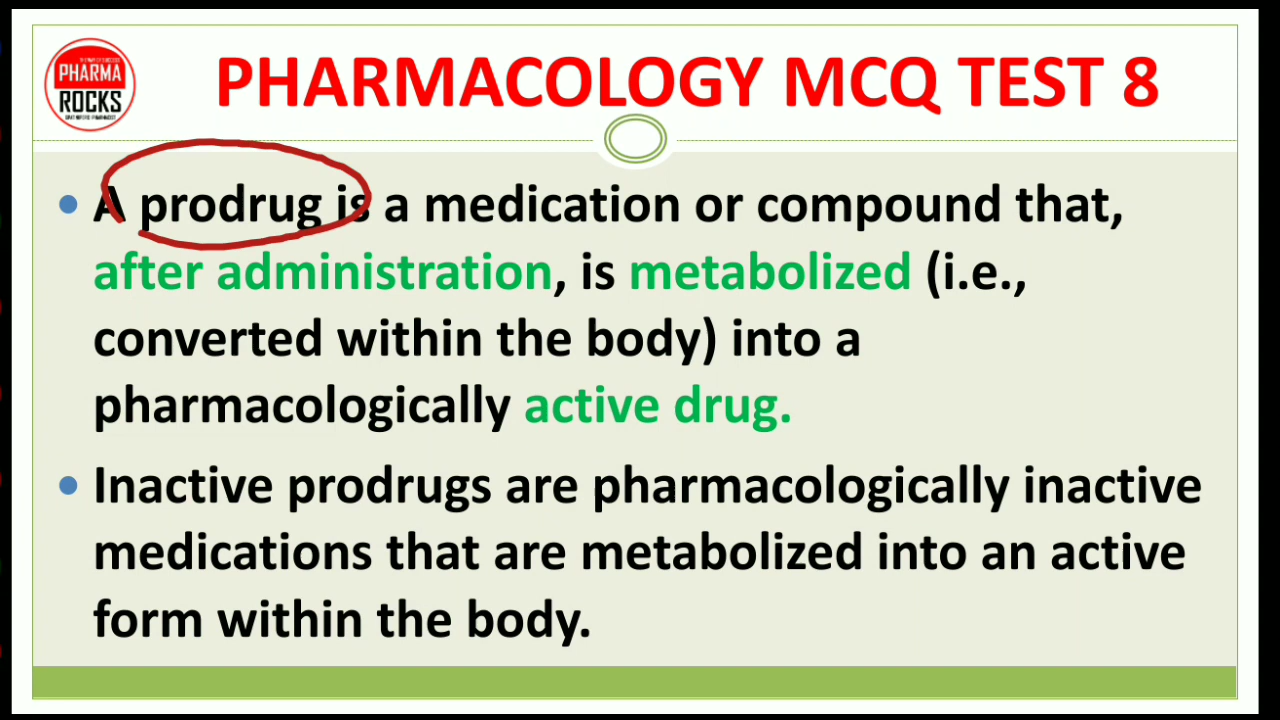 PHARMA
ROCKS
PHARMACOLOGY MCQ TEST 8
• A prodrug is a medication or compound that,
after administration, is metabolized (i.e.,
converted within the body) into a
pharmacologically active drug.
• Inactive prodrugs are pharmacologically inactive
medications that are metabolized into an active
form within the body.